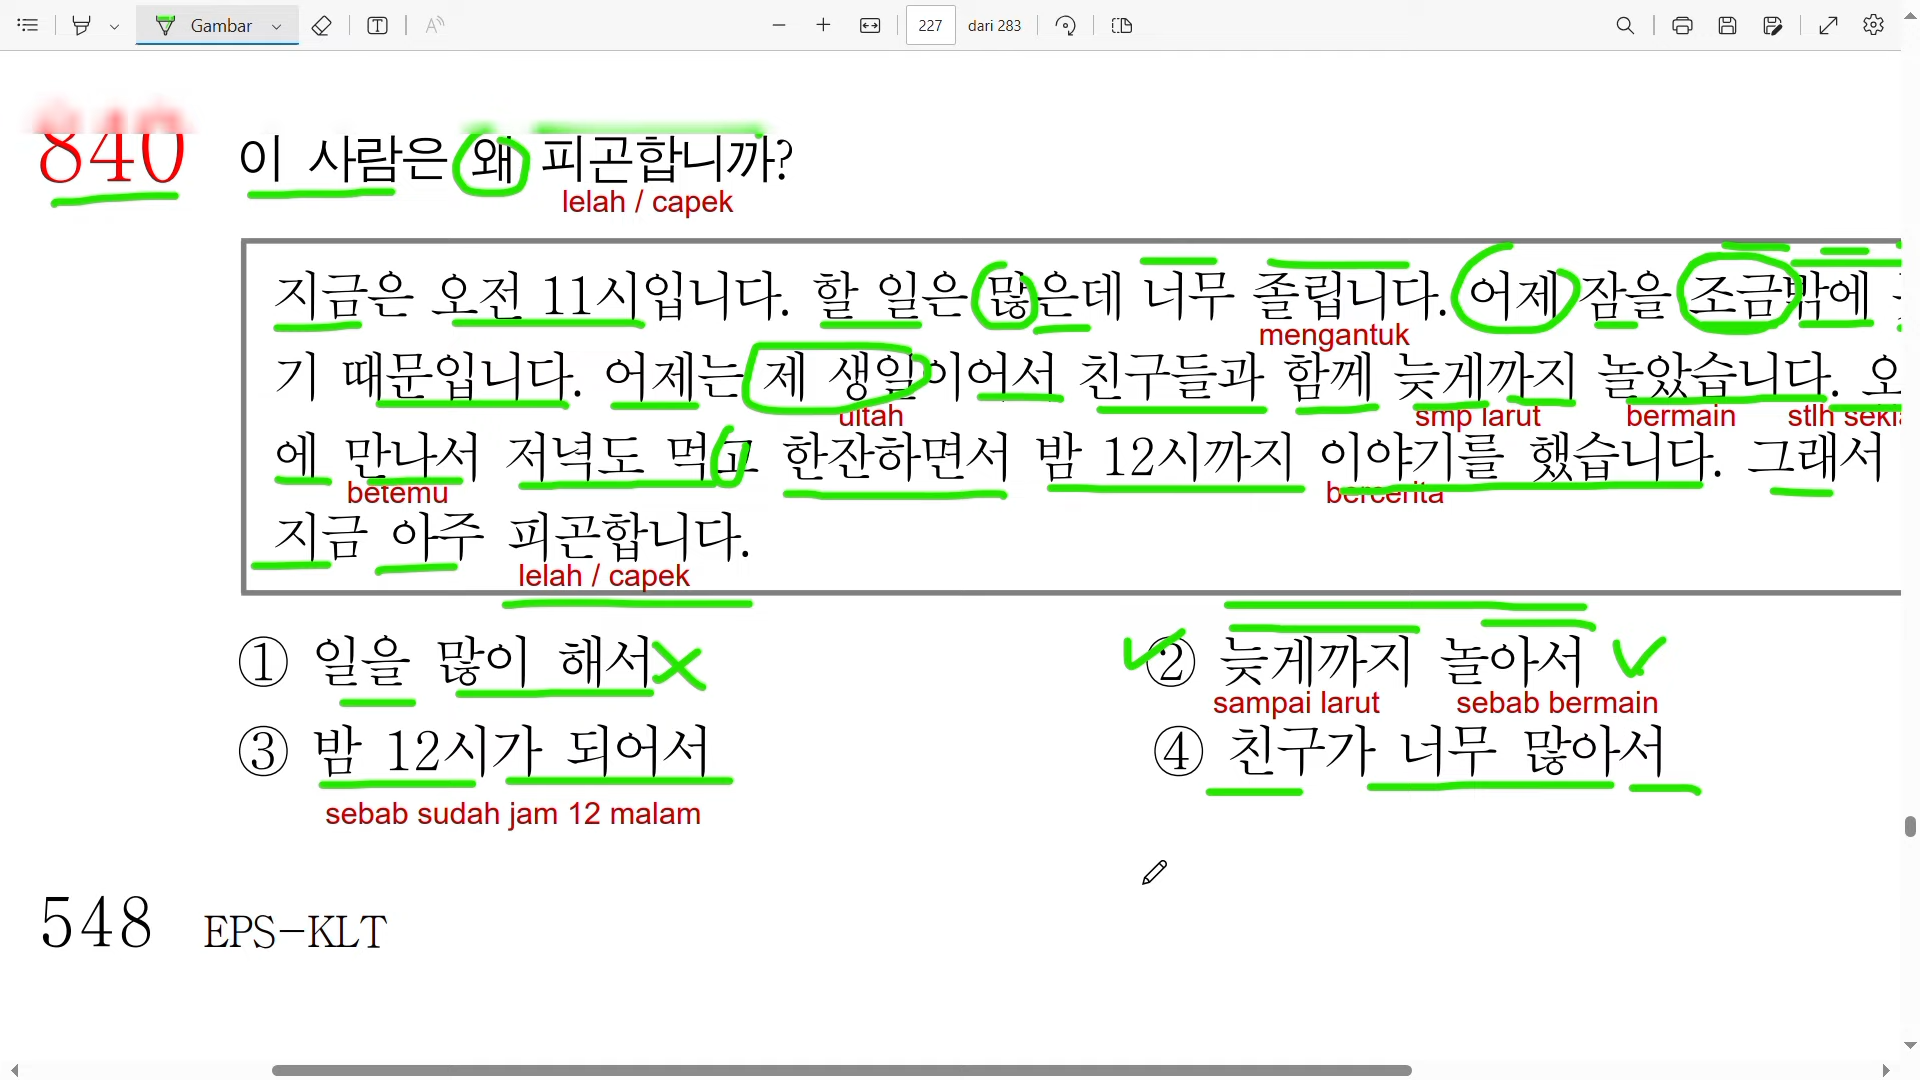 Gambar
227 dari 283
840 이 사람은 왜 피곤합니까?
lelah / capek
지금은 오전 11시입니다. 할 일은 많은데 너무 졸립니다. 어제 잠을 조금밖에
mengantuk
기 때문입니다. 어제는 제 생일이어서 친구들과 함께 늦게까지 놀았습니다. 오
ultah smp larut bermain stlh
에 만나서 저녁도 먹고 한잔하면서 밤 12시까지 이야기를 했습니다. 그래서
betemu bercerita
지금 아주 피곤합니다.
lelah / capek
① 일을 많이 해서 ② 늦게까지 놀아서
sampai larut sebab bermain
③ 밤 12시가 되어서 ④ 친구가 너무 많아서
sebab sudah jam 12 malam
548 EPS-KLT